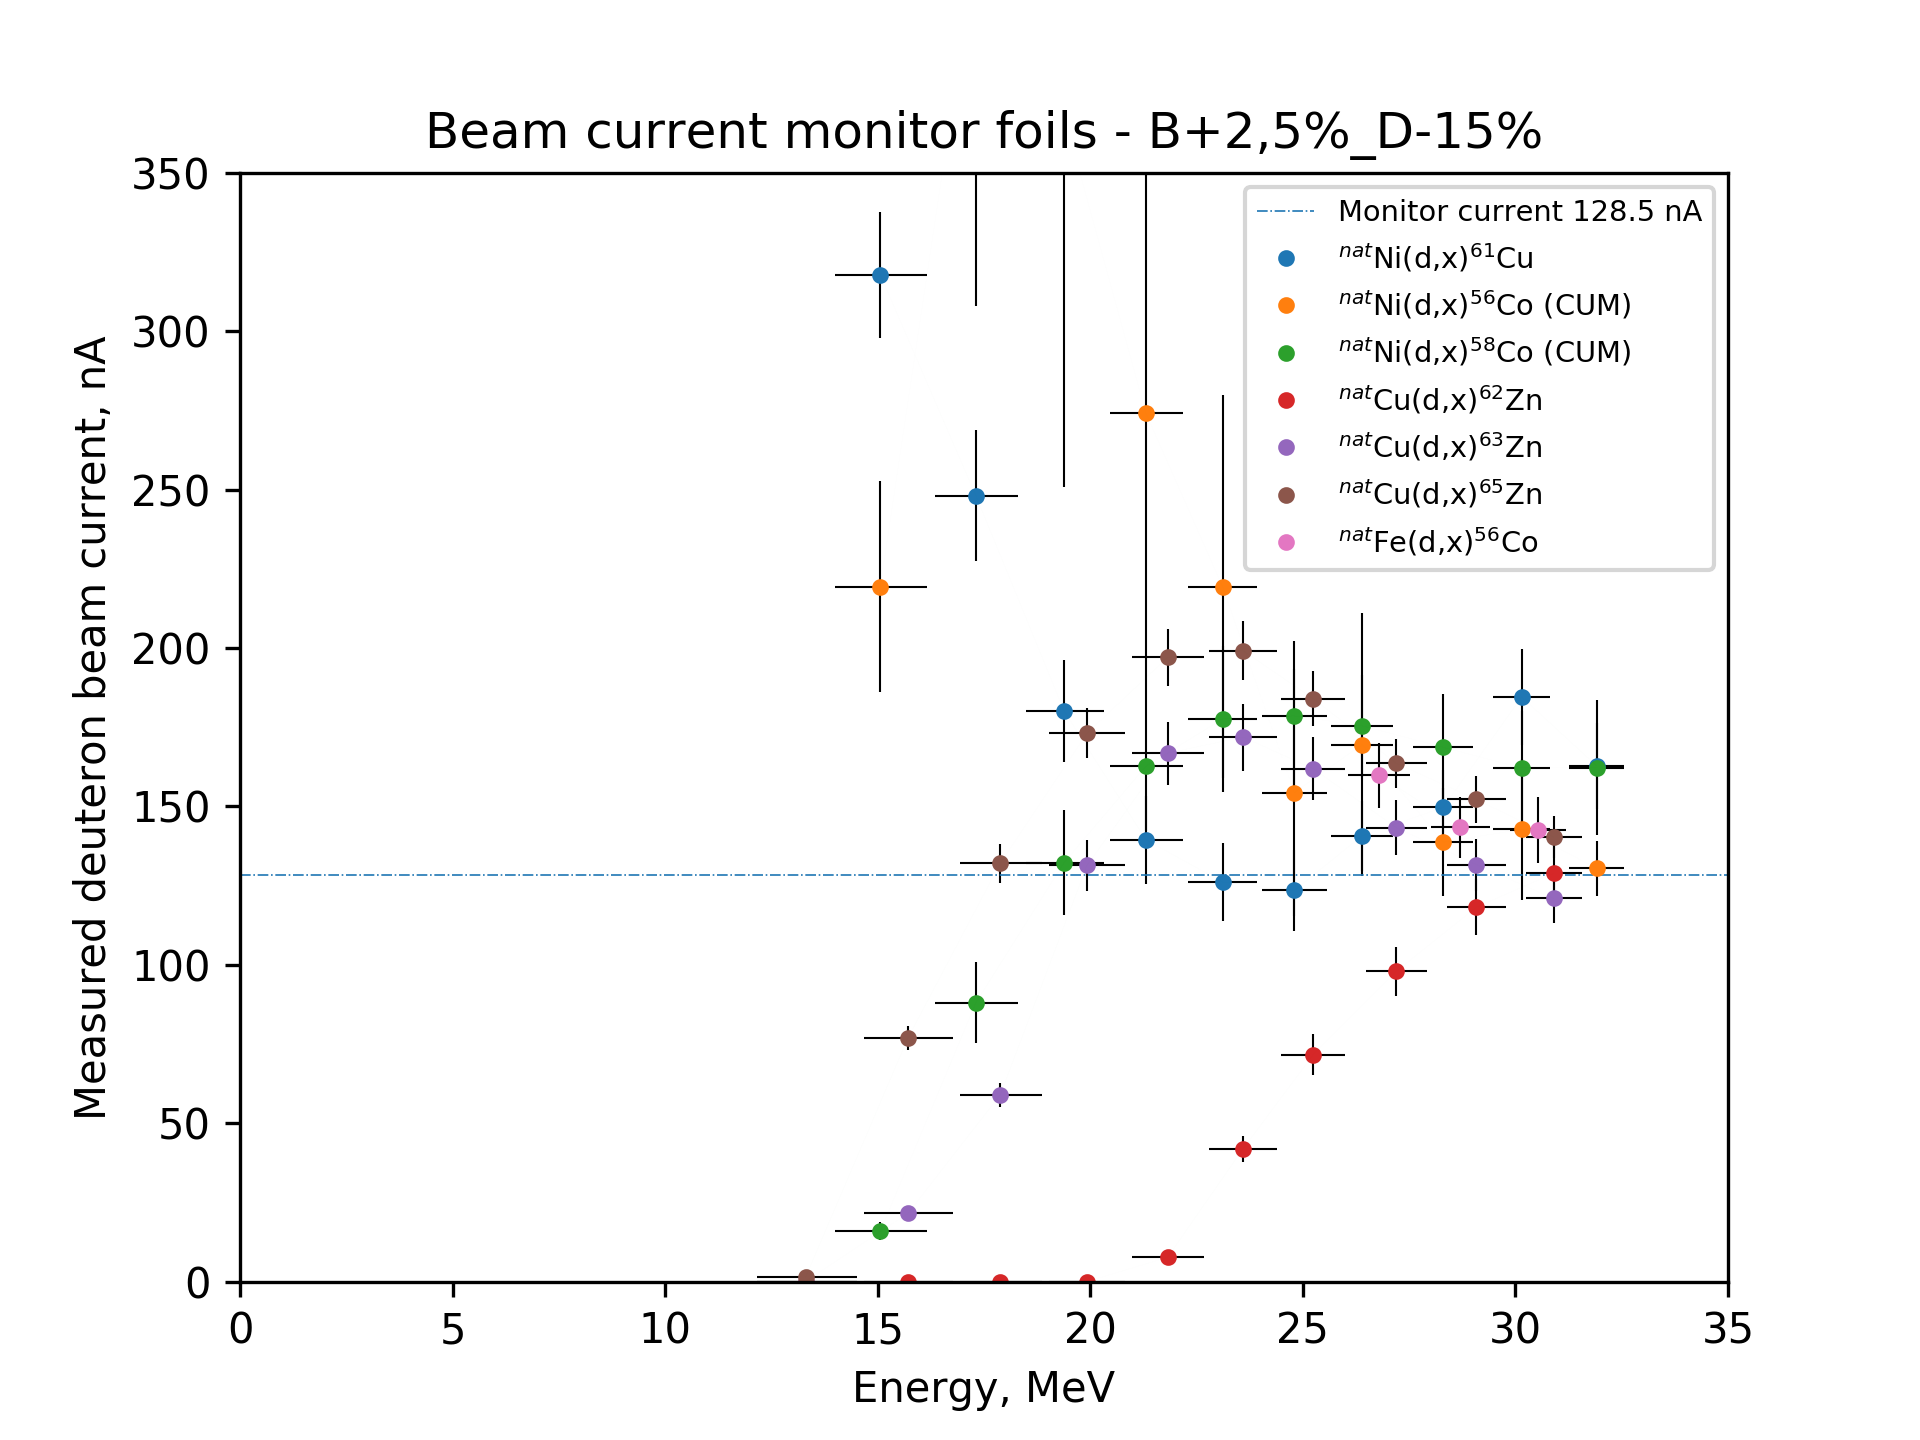 Beam current monitor foils - B+2,5%_D-15%
350
300
250
200
150
100
50
0
Measured deuteron beam current, nA
Monitor current 128.5 nA
natNi(d,x)61Cu
natNi(d,x)56Co (CUM)
natNi(d,x)58Co (CUM)
natCu(d,x)62Zn
natCu(d,x)63Zn
natCu(d,x)65Zn
natFe(d,x)56Co
0 5 10 15 20 25 30 35
Energy, MeV